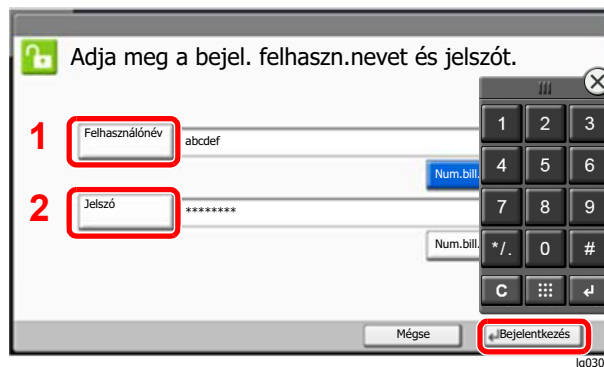 Adja meg a bejel. felhaszn.nevet és jelszót.
1 Felhasználónév abcdef
Num.bill.
2 Jelszó ********
Num.bill.
1 2 3
4 5 6
7 8 9
*/. 0 #
C
Mégse Bejelentkezés